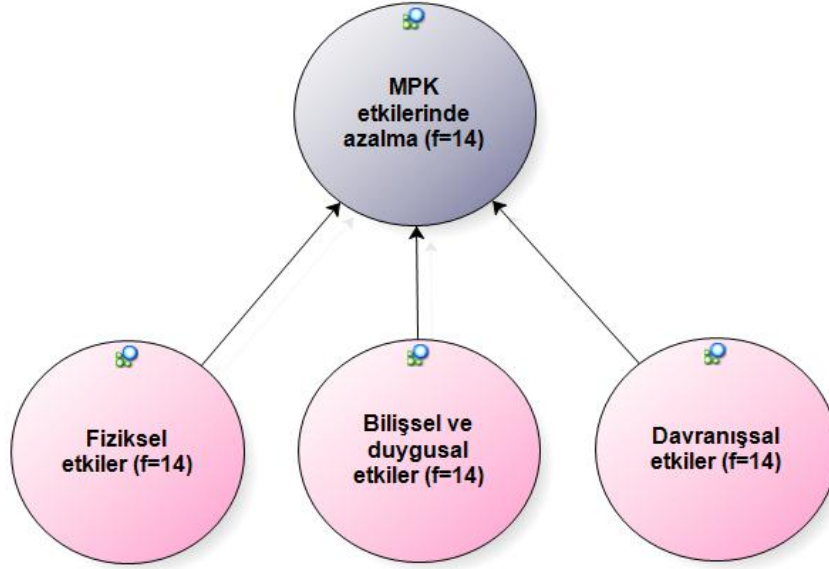 MPK
etkilerinde
azalma (f=14)
Fiziksel
etkiler (f=14)
Bilişsel ve
duygusal
etkiler (f=14)
Davranışsal
etkiler (f=14)